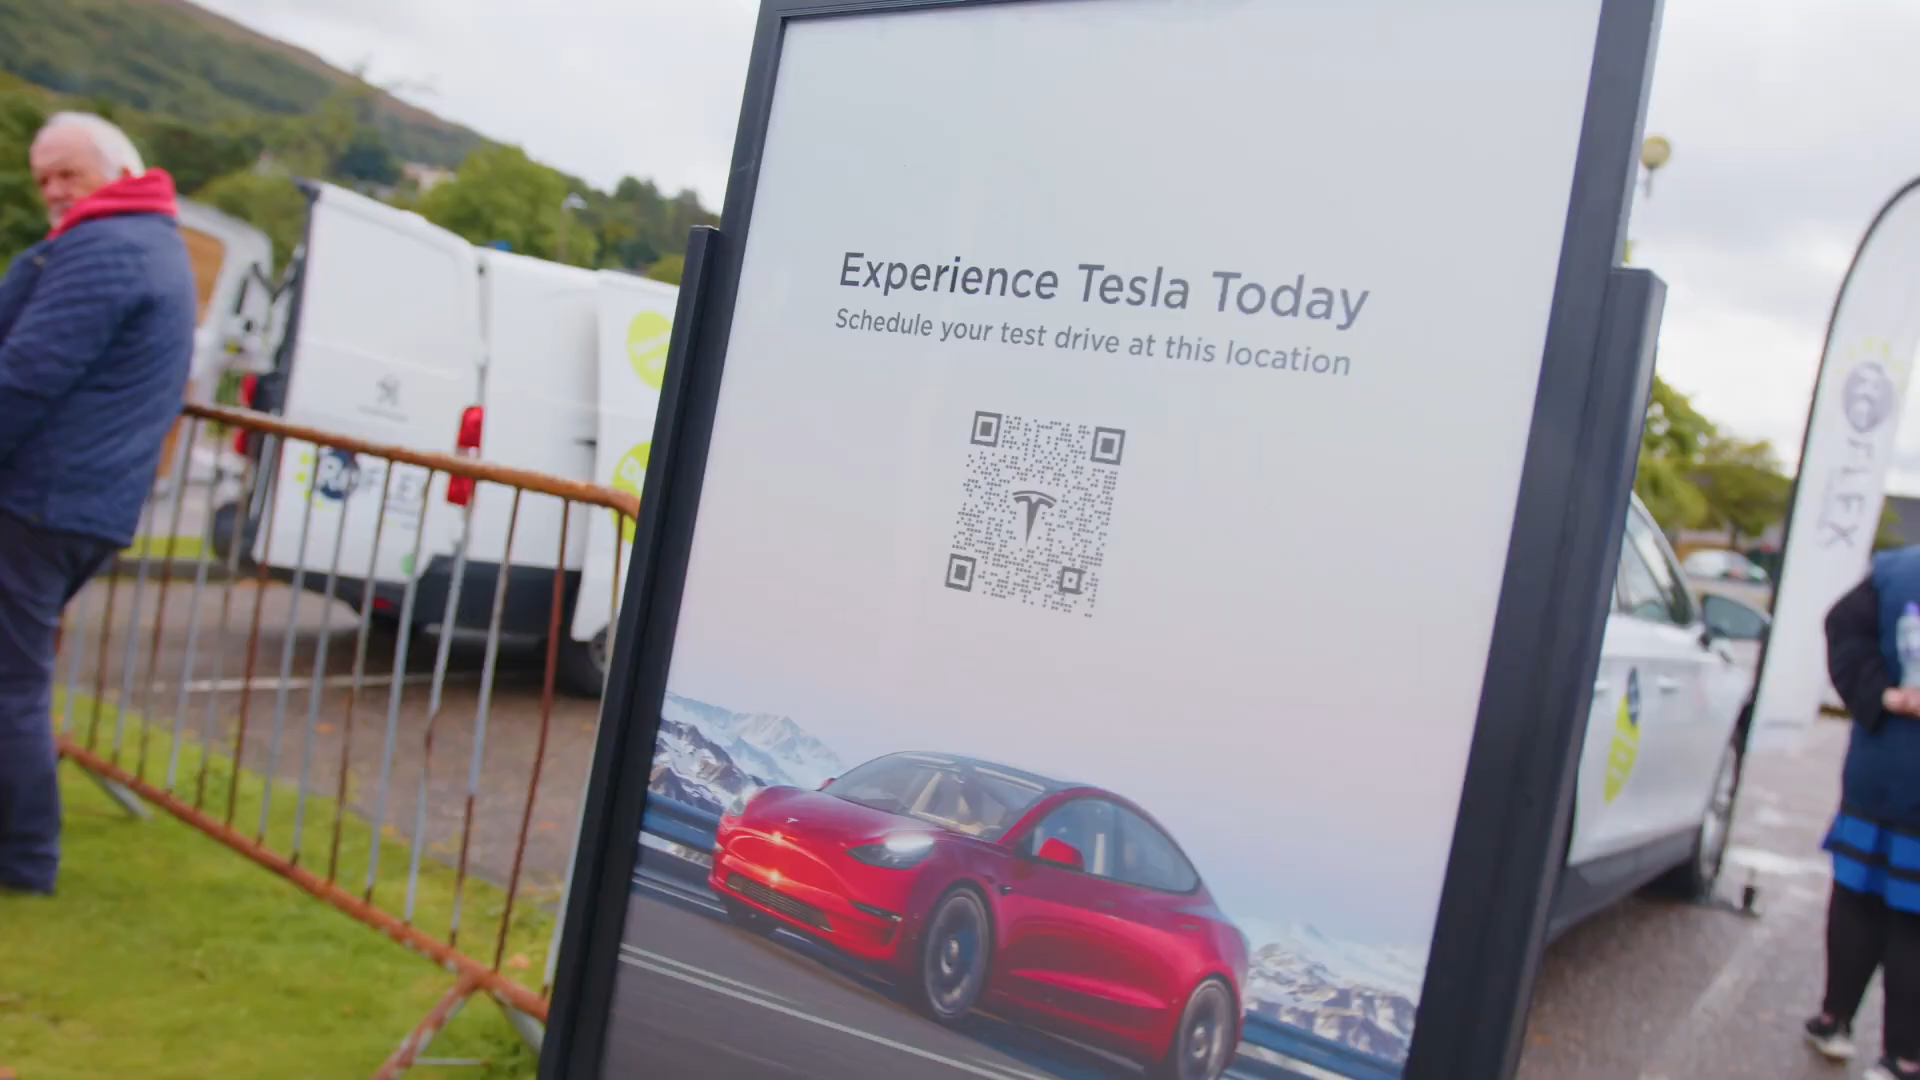 Experience Tesla Today
Schedule your test drive at this location